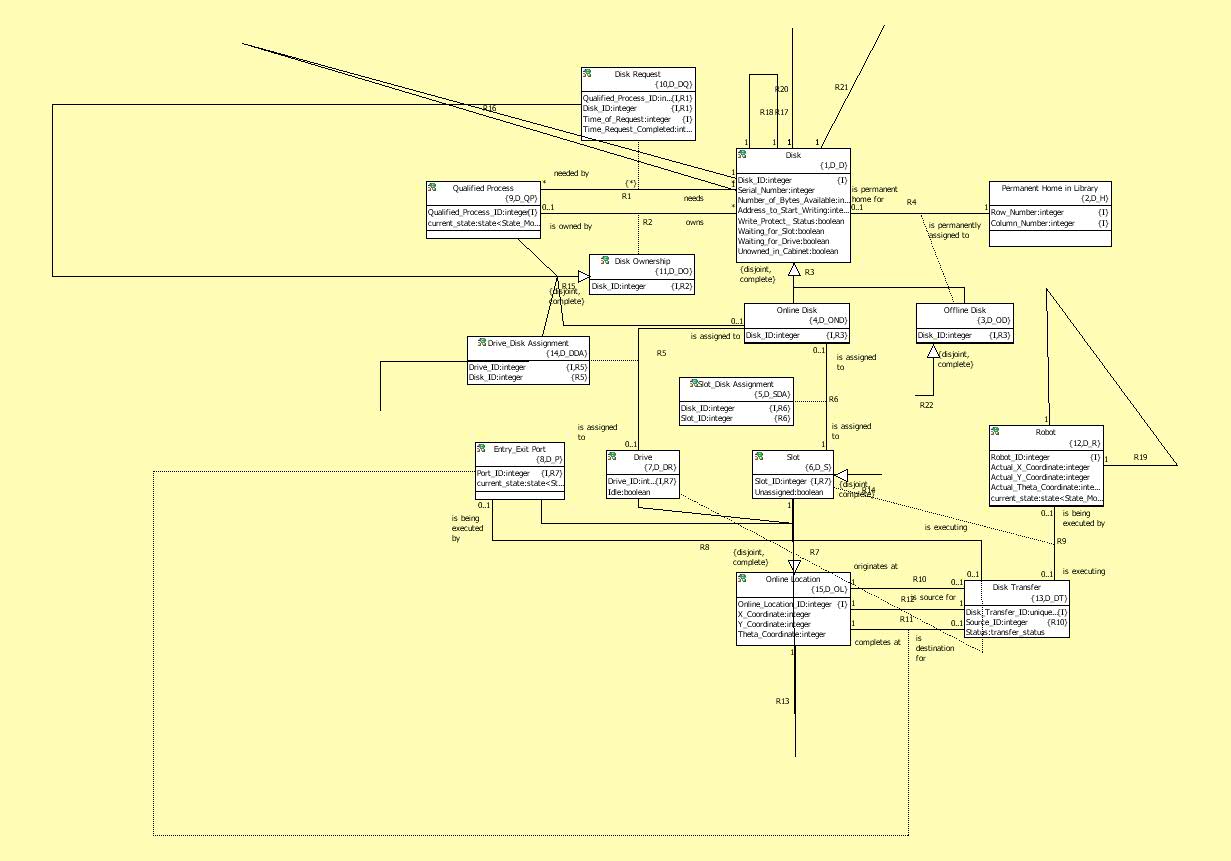 Disk Request
{10,D_DQ}
Qualified_Process_ID:in...{I,R1}
Disk_ID:integer {I,R1}
Time_of_Request:integer {I}
Time_Request_Completed:int...
R16
R20
R21
R18
R17
1
1
1
1
Disk
{1,D_D}
1
Disk_ID:integer {I}
Serial_Number:integer
Number_of_Bytes_Available:in...
Address_to_Start_Writing:inte...
Write_Protect_Status:boolean
Waiting_for_Slot:boolean
Waiting_for_Drive:boolean
Unowned_in_Cabinet:boolean
needed by
*
{*}
R1
needs
Qualified Process
{9,D_QP}
Qualified_Process_ID:integer{I}
current_state:state<State_Mo...
0..1
is owned by
R2
owns
*
is permanent
home for
0..1
R4
1
is permanently
assigned to
Permanent Home in Library
{2,D_H}
Row_Number:integer {I}
Column_Number:integer {I}
Disk Ownership
{11,D_DO}
Disk_ID:integer {I,R2}
R15
{disjoint,
complete}
{disjoint,
complete}
R3
Online Disk
{4,D_OND}
Disk_ID:integer {I,R3}
0..1
is assigned to
0..1
is assigned
to
Offline Disk
{3,D_OD}
Disk_ID:integer {I,R3}
{disjoint,
complete}
R22
Drive_Disk_Assignment
{14,D_DDA}
Drive_ID:integer {I,R5}
Disk_ID:integer {R5}
R5
Slot_Disk Assignment
{5,D_SDA}
Disk_ID:integer {I,R6}
Slot_ID:integer {R6}
R6
is assigned
to
0..1
is assigned
to
1
Entry_Exit Port
{8,D_P}
Port_ID:integer {I,R7}
current_state:state<St...
0..1
is being
executed
by
Drive
{7,D_DR}
Drive_ID:int...{I,R7}
Idle:boolean
Slot
{6,D_S}
Slot_ID:integer {I,R7}
Unassigned:boolean
1
{disjoint,
complete}
R14
1
Robot
{12,D_R}
Robot_ID:integer {I}
Actual_X_Coordinate:integer
Actual_Y_Coordinate:integer
Actual_Theta_Coordinate:inte...
current_state:state<State_Mo...
1
R19
0..1
is being
executed by
is executing
R9
R8
{disjoint,
complete}
R7
originates at
is executing
0..1
0..1
Online Location
{15,D_OL}
Online_Location_ID:integer {I}
X_Coordinate:integer
Y_Coordinate:integer
Theta_Coordinate:integer
1
R10
0..1
R12
is source for
1
1
R11
1
0..1
completes at
is
destination
for
Disk Transfer
{13,D_DT}
Disk_Transfer_ID:unique...{I}
Source_ID:integer {R10}
Status:transfer_status
1
R13